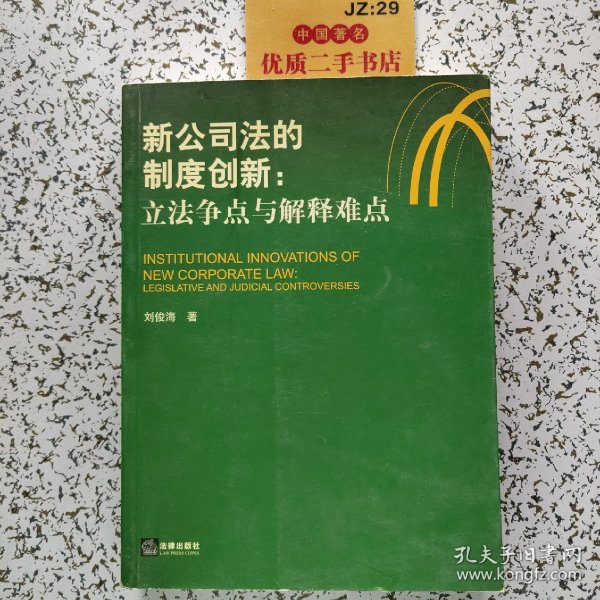 JZ:29
中国著名
优质二手书店
新公司法的
制度创新：
立法争点与解释难点
INSTITUTIONAL INNOVATIONS OF
NEW CORPORATE LAW:
LEGISLATIVE AND JUDICIAL CONTROVERSIES
刘俊海 著
法律出版社
LAW PRESS·CHINA
孔夫子旧书网
www.kongfz.com